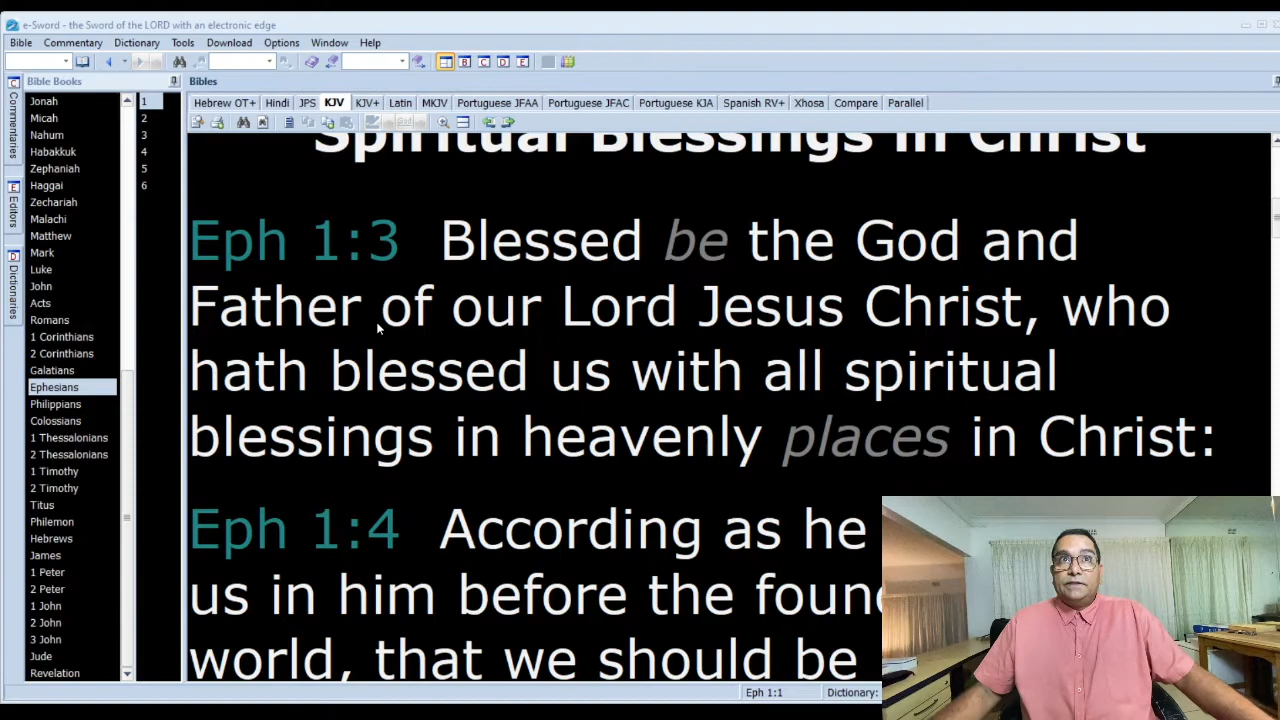 e-Sword - the Sword of the LORD with an electronic edge
Bible Commentary Dictionary Tools Download Options Window Help
Bible Books
Bibles
Commentaries
Editors
Dictionaries
Jonah
Micah
Nahum
Habakkuk
Zephaniah
Haggai
Zechariah
Malachi
Matthew
Mark
Luke
John
Acts
Romans
1 Corinthians
2 Corinthians
Galatians
Ephesians
Philippians
Colossians
1 Thessalonians
2 Thessalonians
1 Timothy
2 Timothy
Titus
Philemon
Hebrews
James
1 Peter
2 Peter
1 John
2 John
3 John
Jude
Revelation
1
2
3
4
5
6
Hebrew OT+ Hindi JPS KJV KJV+ Latin MKJV Portuguese JFAA Portuguese JFAC Portuguese KJA Spanish RV+ Xhosa Compare Parallel
B C D E
Spiritual Blessings in Christ
Eph 1:3 Blessed be the God and
Father of our Lord Jesus Christ, who
hath blessed us with all spiritual
blessings in heavenly places in Christ:
Eph 1:4 According as he
us in him before the foun
world, that we should be
Eph 1:1 Dictionary: